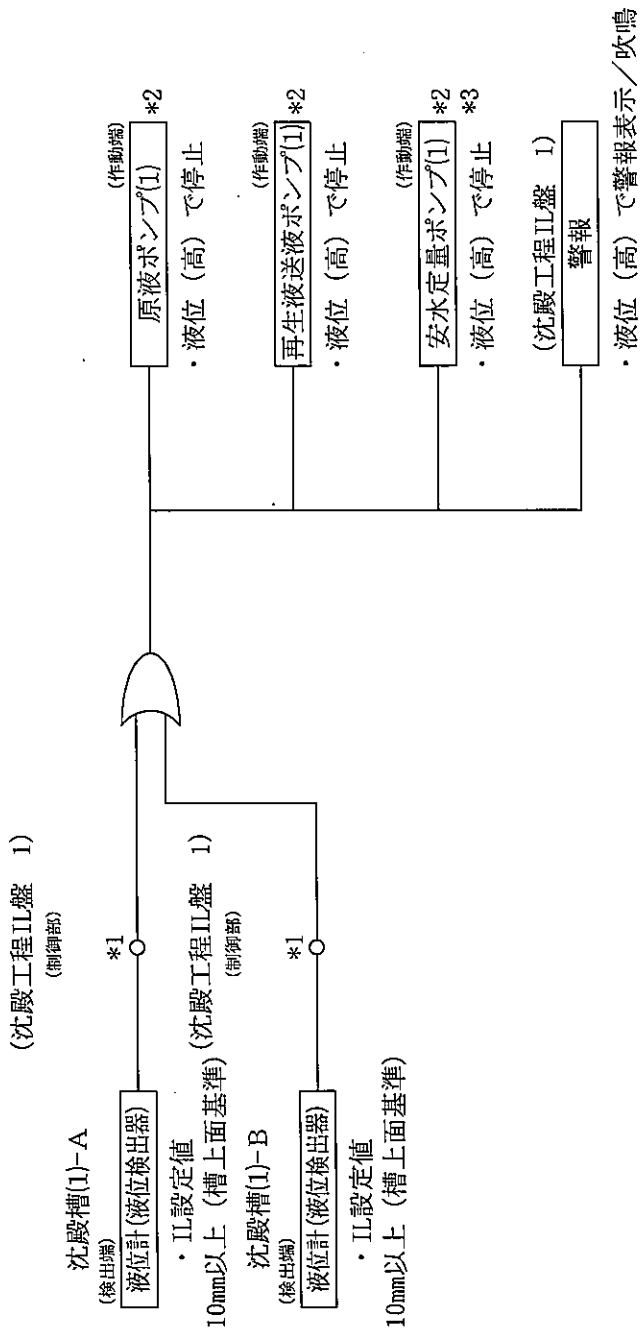 沈殿槽(1)-A
(検出端)
液位計(液位検出器)
・IL設定値
10mm以上(槽上面基準)
(沈殿工程IL盤 1)
(制御部)
*1
沈殿槽(1)-B
(検出端)
液位計(液位検出器)
・IL設定値
10mm以上(槽上面基準)
(沈殿工程IL盤 1)
(制御部)
*1
(作動端)
原液ポンプ(1) *2
・液位(高)で停止
(作動端)
再生液送液ポンプ(1) *2
・液位(高)で停止
(作動端)
安水定量ポンプ(1) *2
*3
・液位(高)で停止
(沈殿工程IL盤 1)
警報
・液位(高)で警報表示/吹鳴